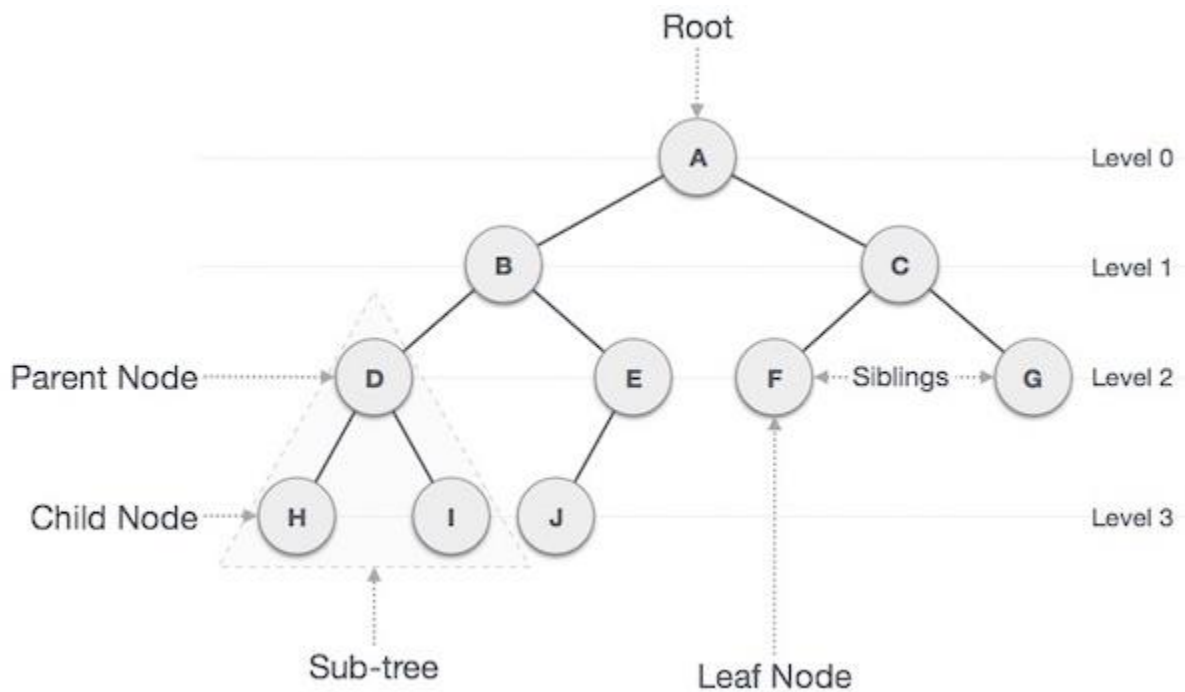 Root
A
Level 0
B
C
Level 1
Parent Node
D
E
F
Siblings
G
Level 2
Child Node
H
I
J
Level 3
Sub-tree
Leaf Node